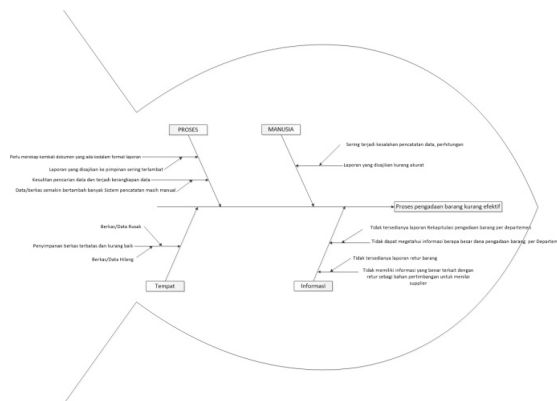 PROSES
MANUSIA
Sering terjadi kesalahan pencatatan data, perhitungan
Perlu merekap kembali dokumen yang ada kedalam format laporan
Laporan yang disajikan ke pimpinan sering terlambat
Laporan yang disajikan kurang akurat
Kesulitan pencarian data dan terjadi kerangkapan data
Data/berkas semakin bertambah banyak Sistem pencatatan masih manual
Proses pengadaan barang kurang efektif
Berkas/Data Rusak
Tidak tersedianya laporan Rekapitulasi pengadaan barang per departemen
Penyimpanan berkas terbatas dan kurang baik
Tidak dapat megetahui informasi berapa besar dana pengadaan barang per Departem
Berkas/Data Hilang
Tidak tersedianya laporan retur barang
Tidak memiliki informasi yang benar terkait dengan
retur sebagai bahan pertimbangan untuk
supplier
Tempat
Informasi